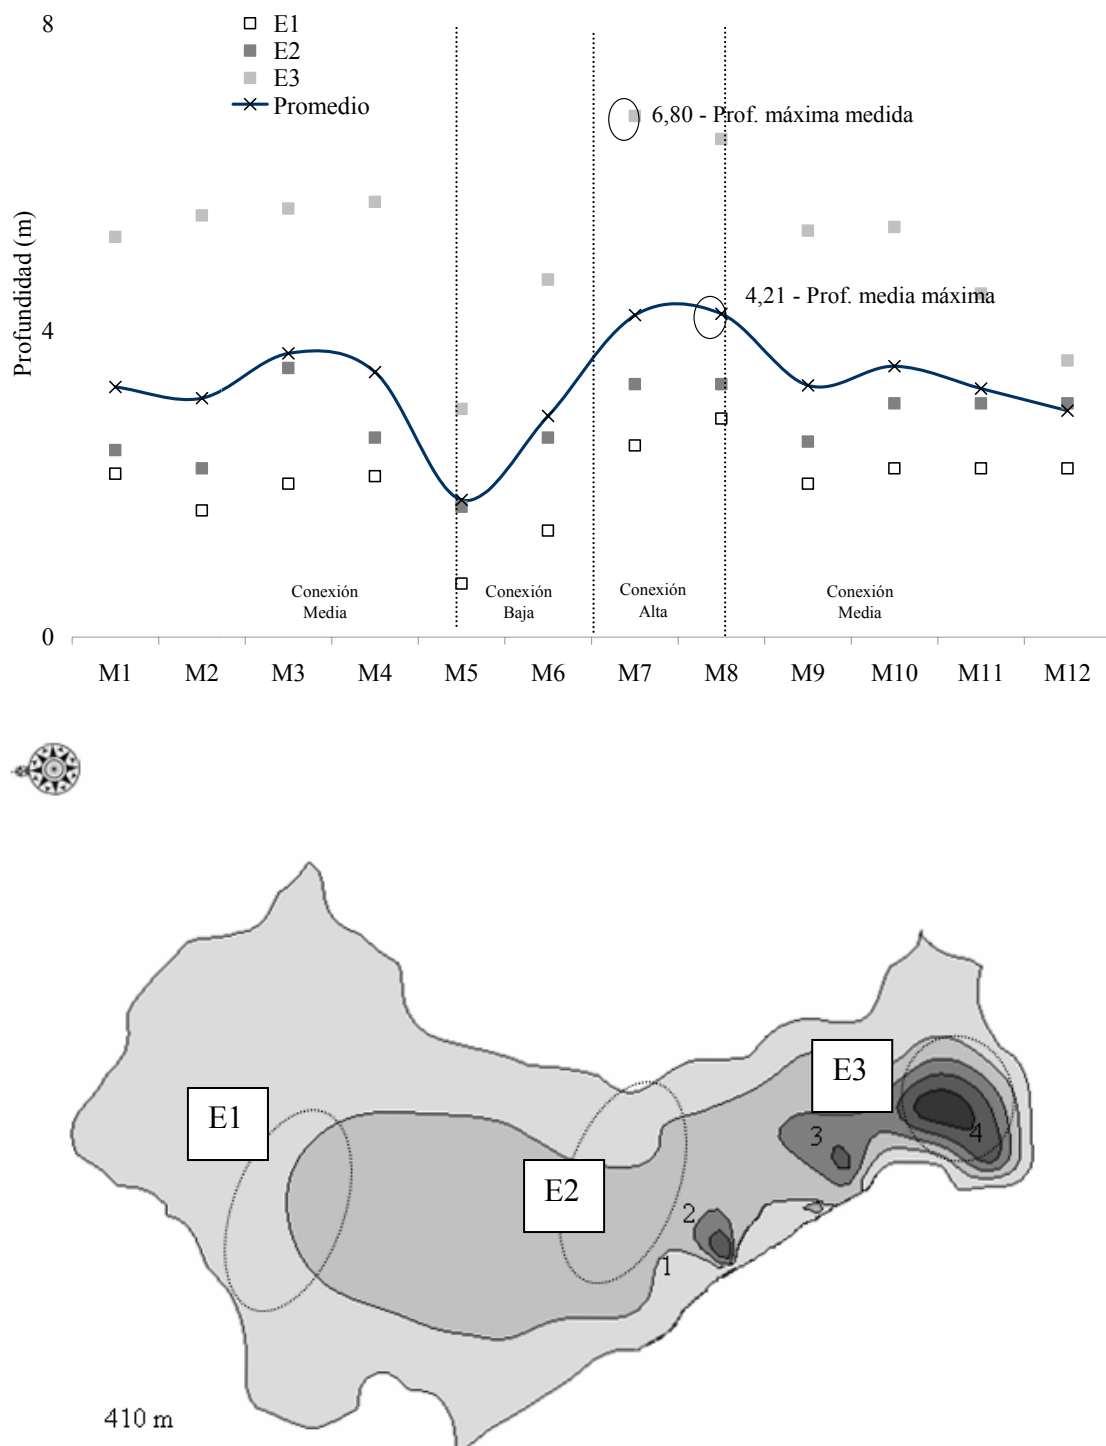 8
E1
E2
E3
Promedio
6,80 - Prof. máxima medida
Profundidad (m)
4,21 - Prof. media máxima
4
Conexión
Media
Conexión
Baja
Conexión
Alta
Conexión
Media
0
M1 M2 M3 M4 M5 M6 M7 M8 M9 M10 M11 M12
E3
E1
3
4
E2
2
1
410 m